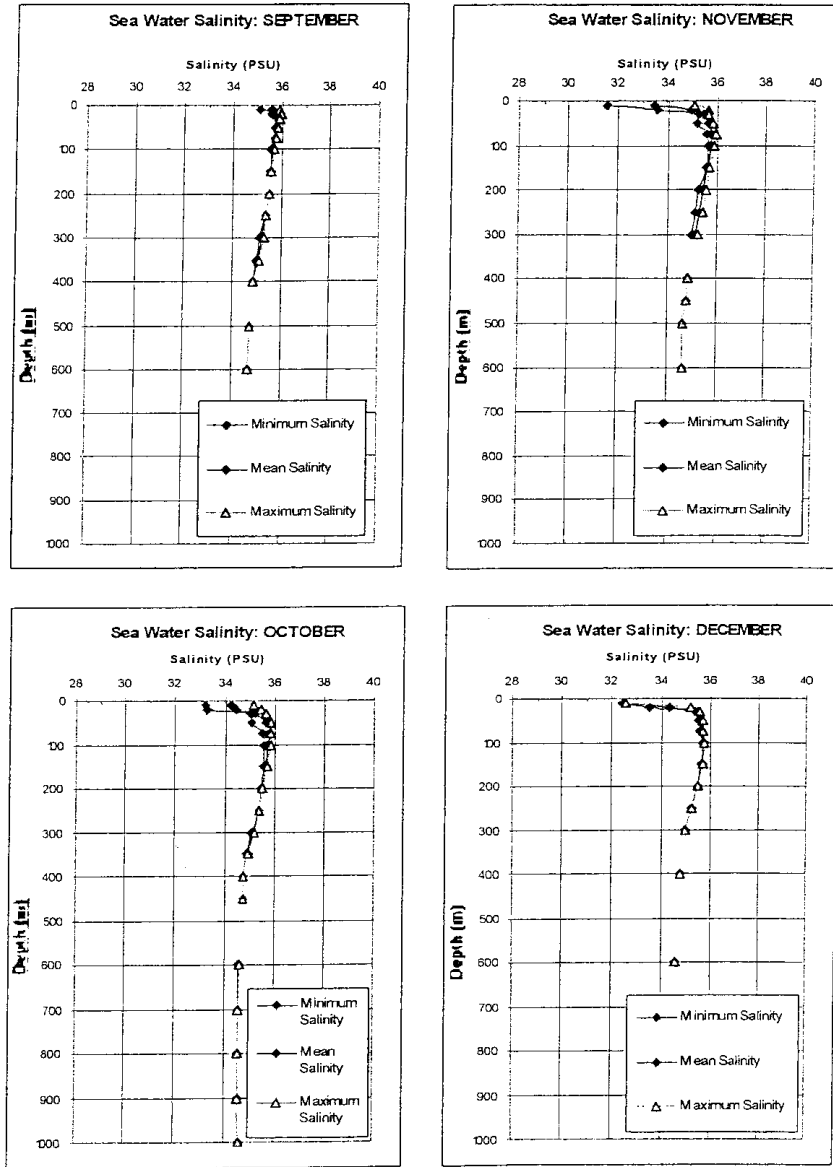 Sea Water Salinity: SEPTEMBER
Salinity (PSU)
28 30 32 34 36 38 40
0
100
200
300
400
500
600
700
800
900
1000
Depth (m)
Minimum Salinity
Mean Salinity
Maximum Salinity
Sea Water Salinity: NOVEMBER
Salinity (PSU)
28 30 32 34 36 38 40
0
100
200
300
400
500
600
700
800
900
1000
Depth (m)
Minimum Salinity
Mean Salinity
Maximum Salinity
Sea Water Salinity: OCTOBER
Salinity (PSU)
28 30 32 34 36 38 40
0
100
200
300
400
500
600
700
800
900
1000
Depth (m)
Minimum
Salinity
Mean
Salinity
Maximum
Salinity
Sea Water Salinity: DECEMBER
Salinity (PSU)
28 30 32 34 36 38 40
0
100
200
300
400
500
600
700
800
900
1000
Depth (m)
Minimum Salinity
Mean Salinity
Maximum Salinity